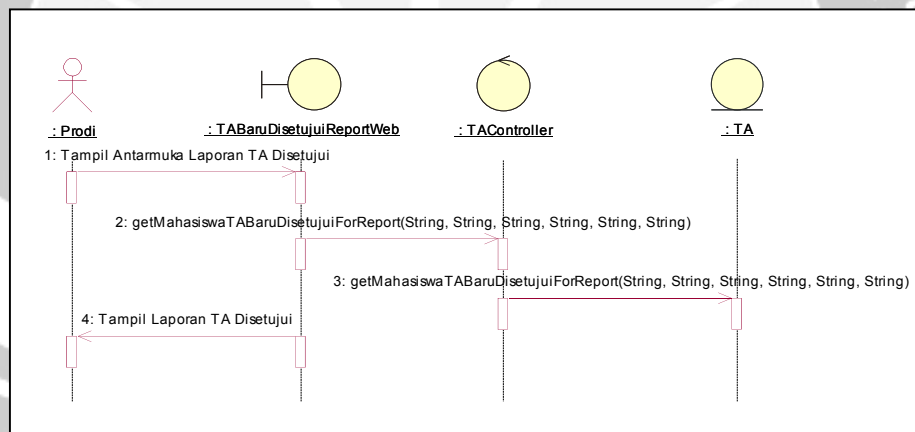 : Prodi
: TABaruDisetujuiReportWeb
: TAController
: TA
1: Tampil Antarmuka Laporan TA Disetujui
2: getMahasiswaTABaruDisetujuiForReport(String, String, String, String, String, String)
3: getMahasiswaTABaruDisetujuiForReport(String, String, String, String, String, String)
4: Tampil Laporan TA Disetujui